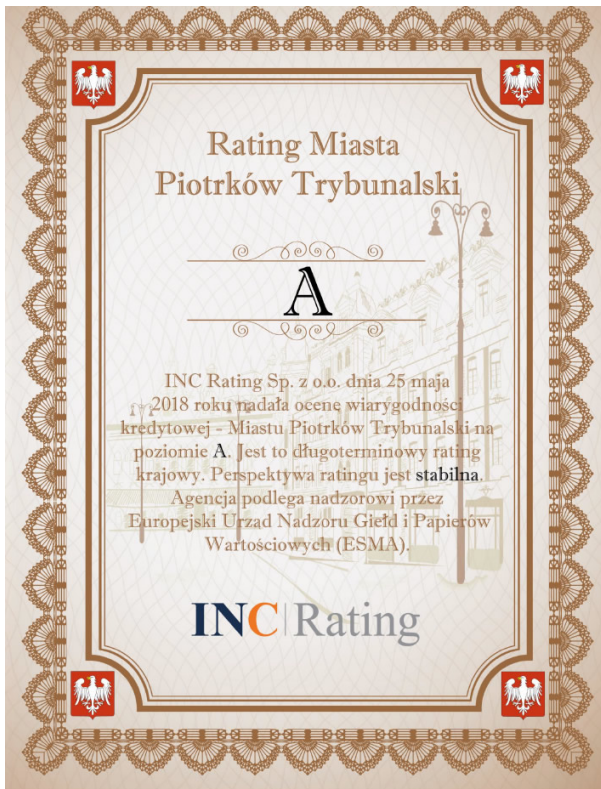 Rating Miasta
Piotrków Trybunalski
A
INC Rating Sp. z o.o. dnia 25 maja
2018 roku nadała ocenę wiarygodności
kredytowej - Miastu Piotrków Trybunalski na
poziomie A. Jest to długoterminowy rating
krajowy. Perspektywa ratingu jest stabilna.
Agencja podlega nadzorowi przez
Europejski Urząd Nadzoru Giełd i Papierów
Wartościowych (ESMA).
INC|Rating